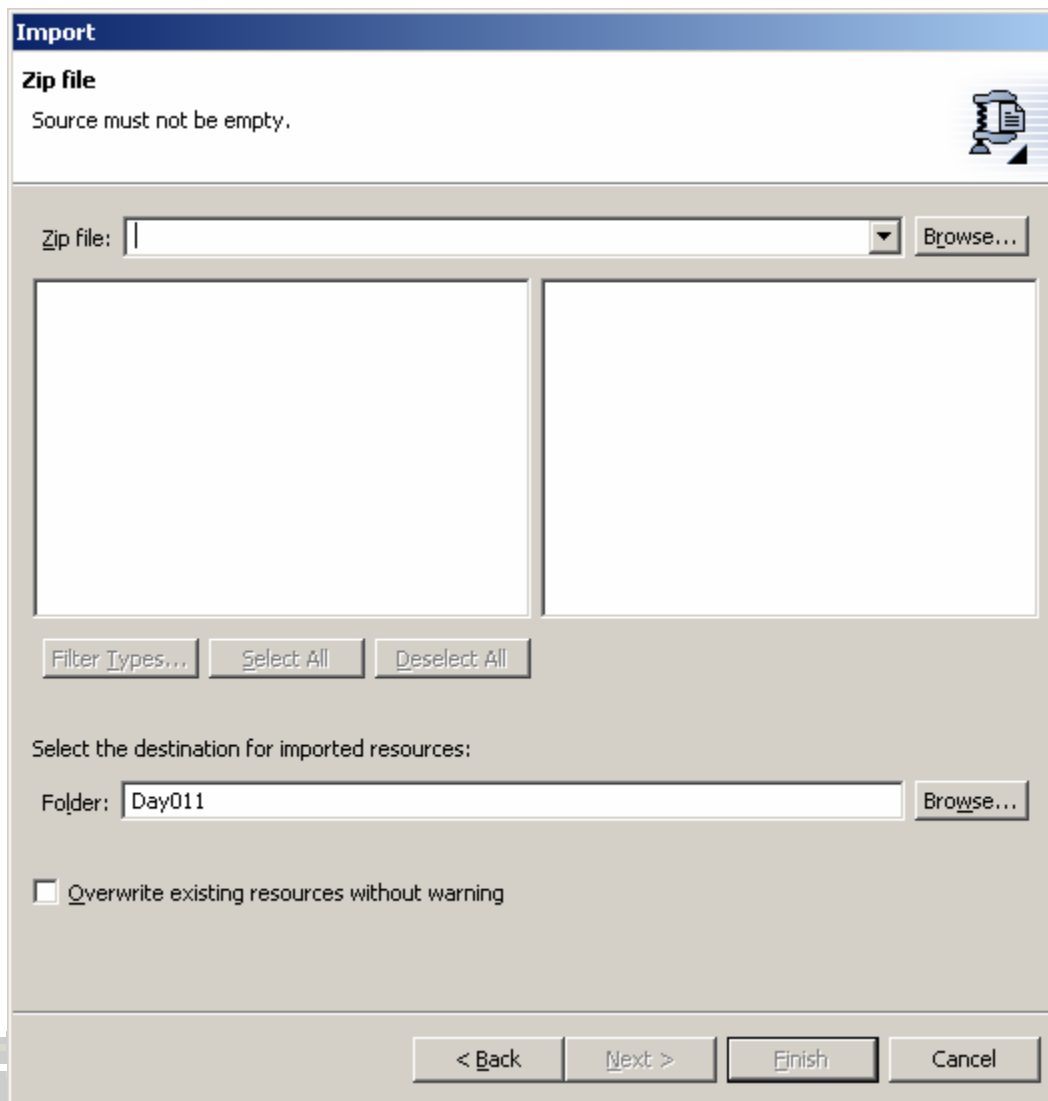 Import
Zip file
Source must not be empty.
Zip file:
Browse...
Filter Types...
Select All
Deselect All
Select the destination for imported resources:
Folder: Day011
Browse...
Overwrite existing resources without warning
< Back
Next >
Finish
Cancel